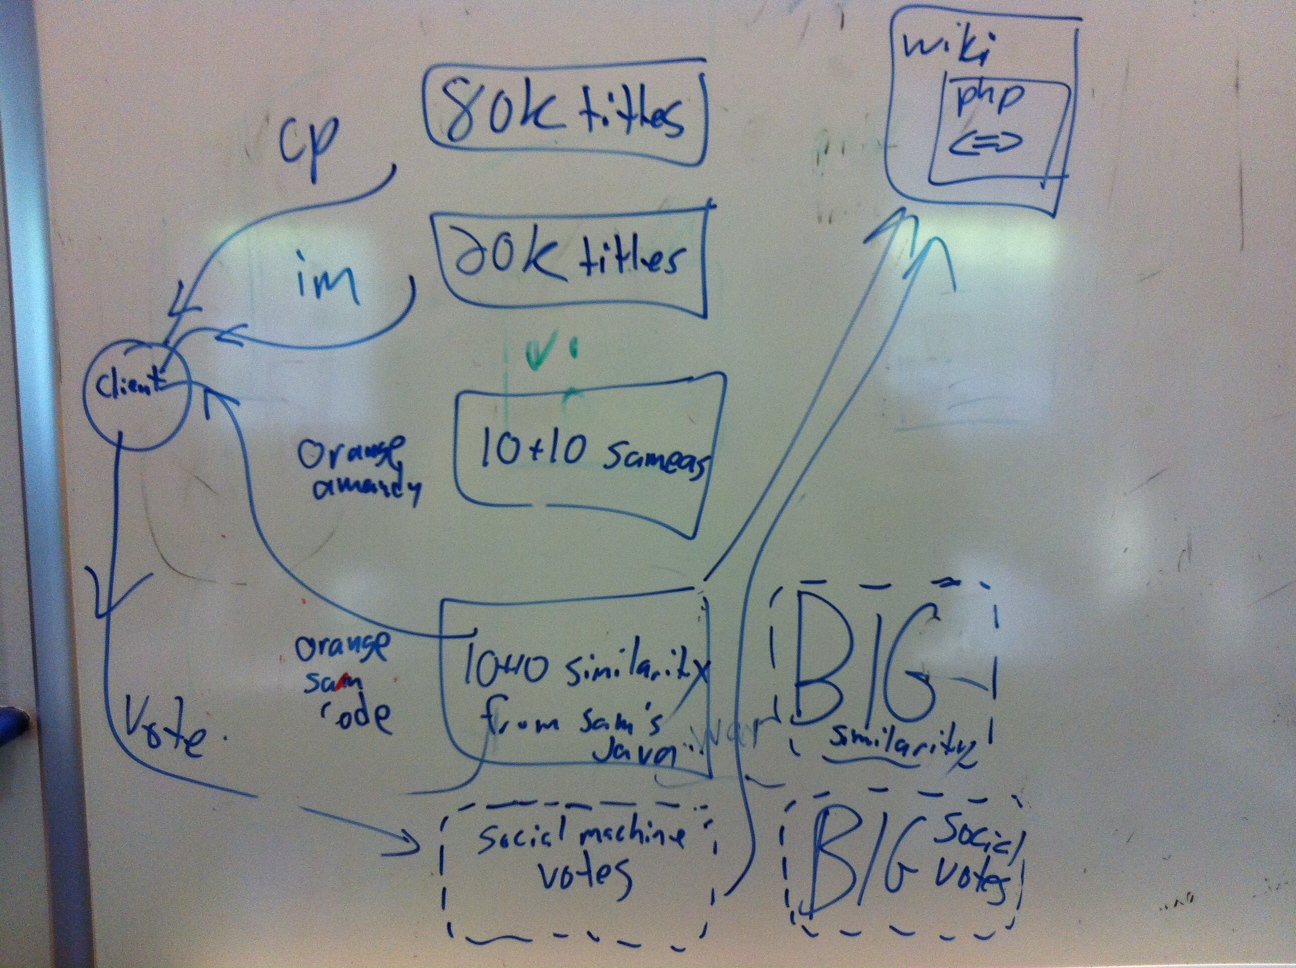 wiki
php
<=>
80k titles
cp
20k titles
im
client
10+10 sameas
orange
10+10 similarity
from sam's
Java
orange
sam
code
BIG
similarity
Vote.
social machine
votes
BIG social
votes